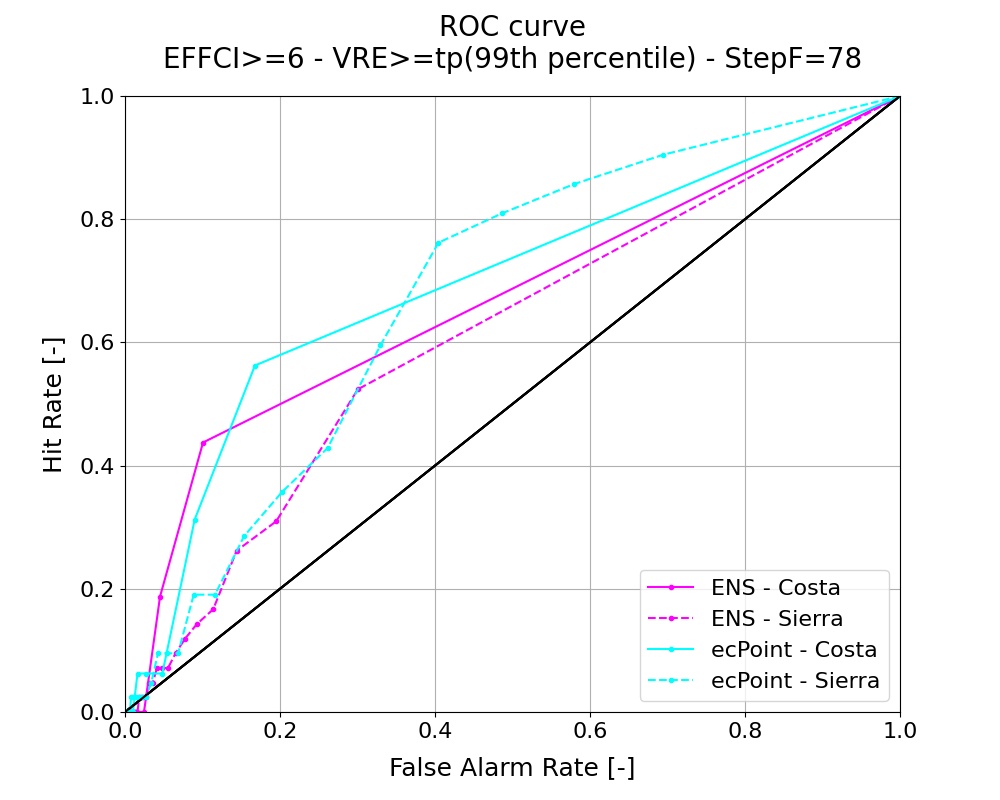 ROC curve
EFFCI>=6 - VRE>=tp(99th percentile) - StepF=78
1.0
0.8
0.6
0.4
0.2
0.0
Hit Rate [-]
0.0 0.2 0.4 0.6 0.8 1.0
False Alarm Rate [-]
ENS - Costa
ENS - Sierra
ecPoint - Costa
ecPoint - Sierra